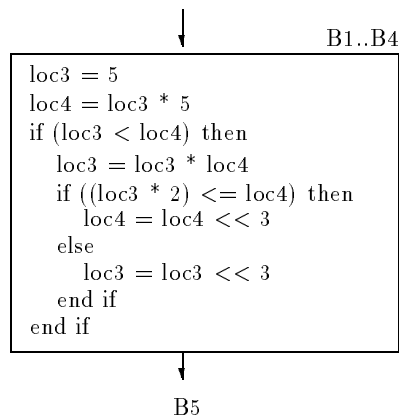 B1..B4
loc3 = 5
loc4 = loc3 * 5
if (loc3 < loc4) then
loc3 = loc3 * loc4
if ((loc3 * 2) <= loc4) then
loc4 = loc4 << 3
else
loc3 = loc3 << 3
end if
end if
B5